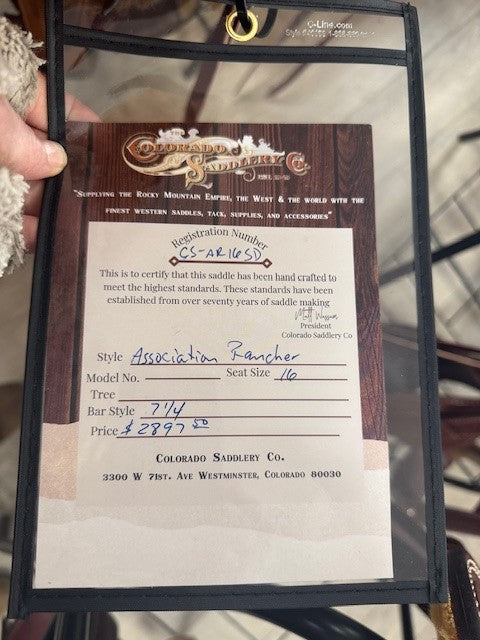 C-Line.com
COLORADO
SADDLERY CO.
"SUPPLYING THE ROCKY MOUNTAIN EMPIRE, THE WEST & THE WORLD WITH THE
FINEST WESTERN SADDLES, TACK, SUPPLIES, AND ACCESSORIES"
Registration Number
CS-AR16SD
This is to certify that this saddle has been hand crafted to
meet the highest standards. These standards have been
established from over seventy years of saddle making
President
Colorado Saddlery Co
Style Association Rancher
Model No. Seat Size 16
Tree
Bar Style 7 1/4
Price $2897.50
COLORADO SADDLERY CO.
3300 W 71ST. AVE WESTMINSTER, COLORADO 80030